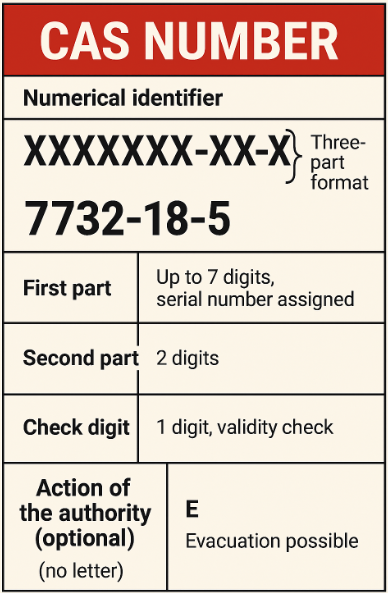 CAS NUMBER
Numerical identifier
XXXXXXX-XX-X
Three-
part
format
7732-18-5
First part
Up to 7 digits,
serial number assigned
Second part
2 digits
Check digit
1 digit, validity check
Action of
the authority
(optional)
(no letter)
E
Evacuation possible